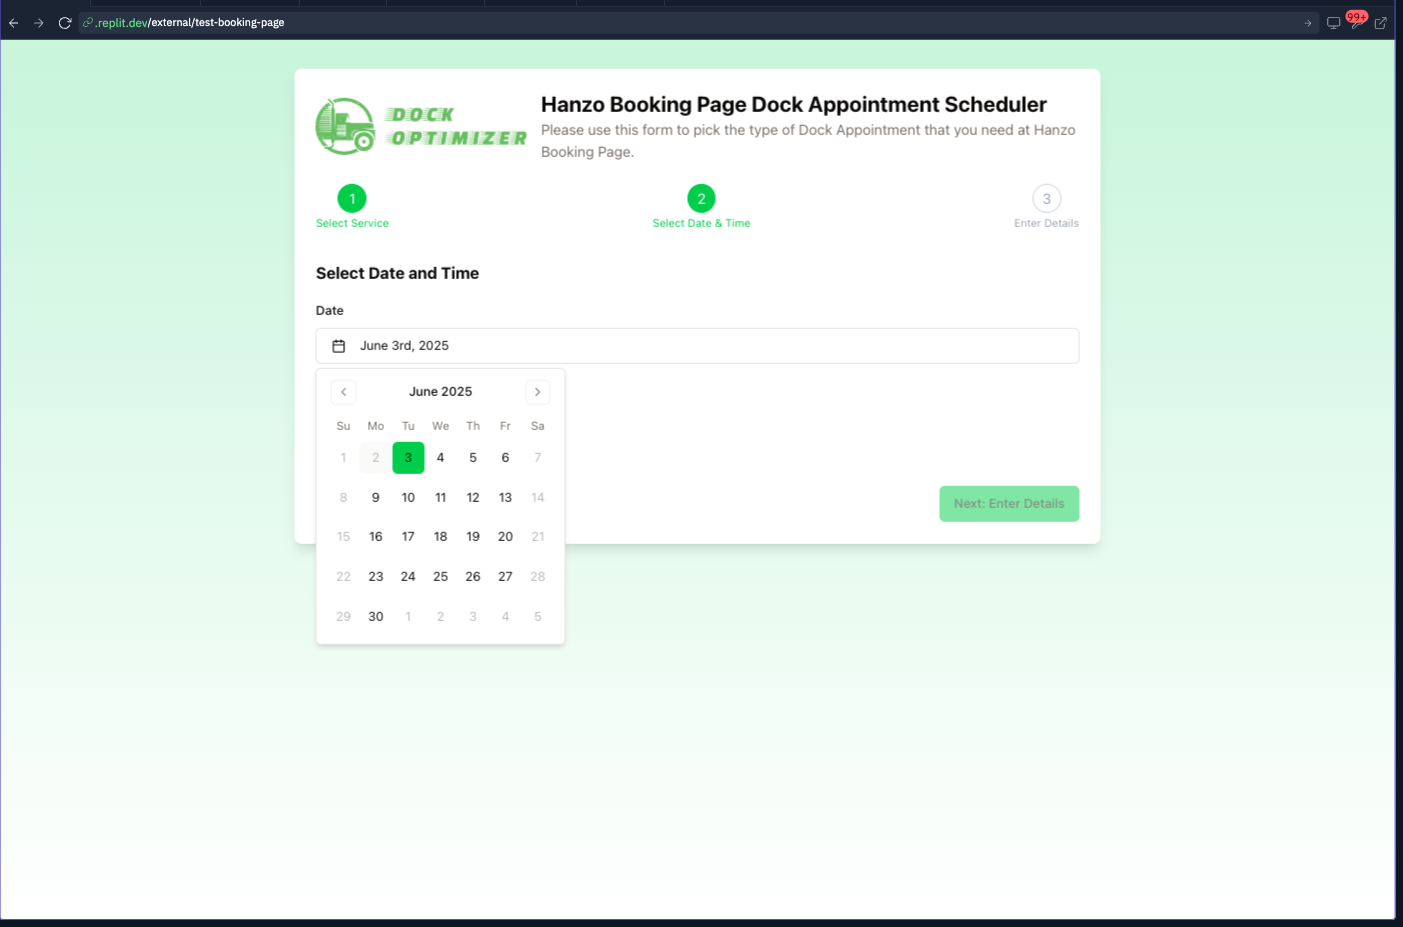 .replit.dev/external/test-booking-page
99+
DOCK
OPTIMIZER
Hanzo Booking Page Dock Appointment Scheduler
Please use this form to pick the type of Dock Appointment that you need at Hanzo
Booking Page.
1 2 3
Select Service Select Date & Time Enter Details
Select Date and Time
Date
June 3rd, 2025
June 2025
Su Mo Tu We Th Fr Sa
1 2 3 4 5 6 7
8 9 10 11 12 13 14
15 16 17 18 19 20 21
22 23 24 25 26 27 28
29 30 1 2 3 4 5
Next: Enter Details